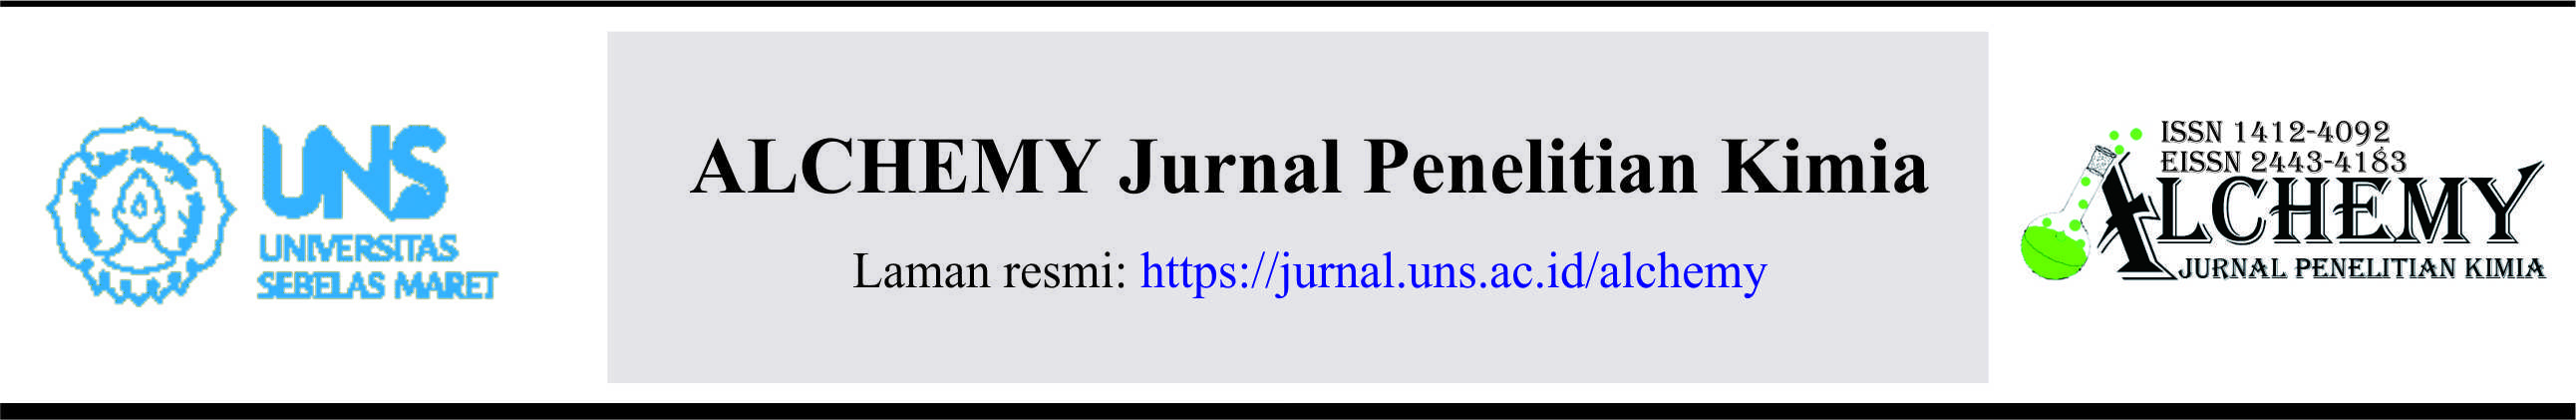 UNS
UNIVERSITAS
SEBELAS MARET
ALCHEMY Jurnal Penelitian Kimia
Laman resmi: https://jurnal.uns.ac.id/alchemy
ISSN 1412-4092
EISSN 2443-4183
ALCHEMY
JURNAL PENELITIAN KIMIA